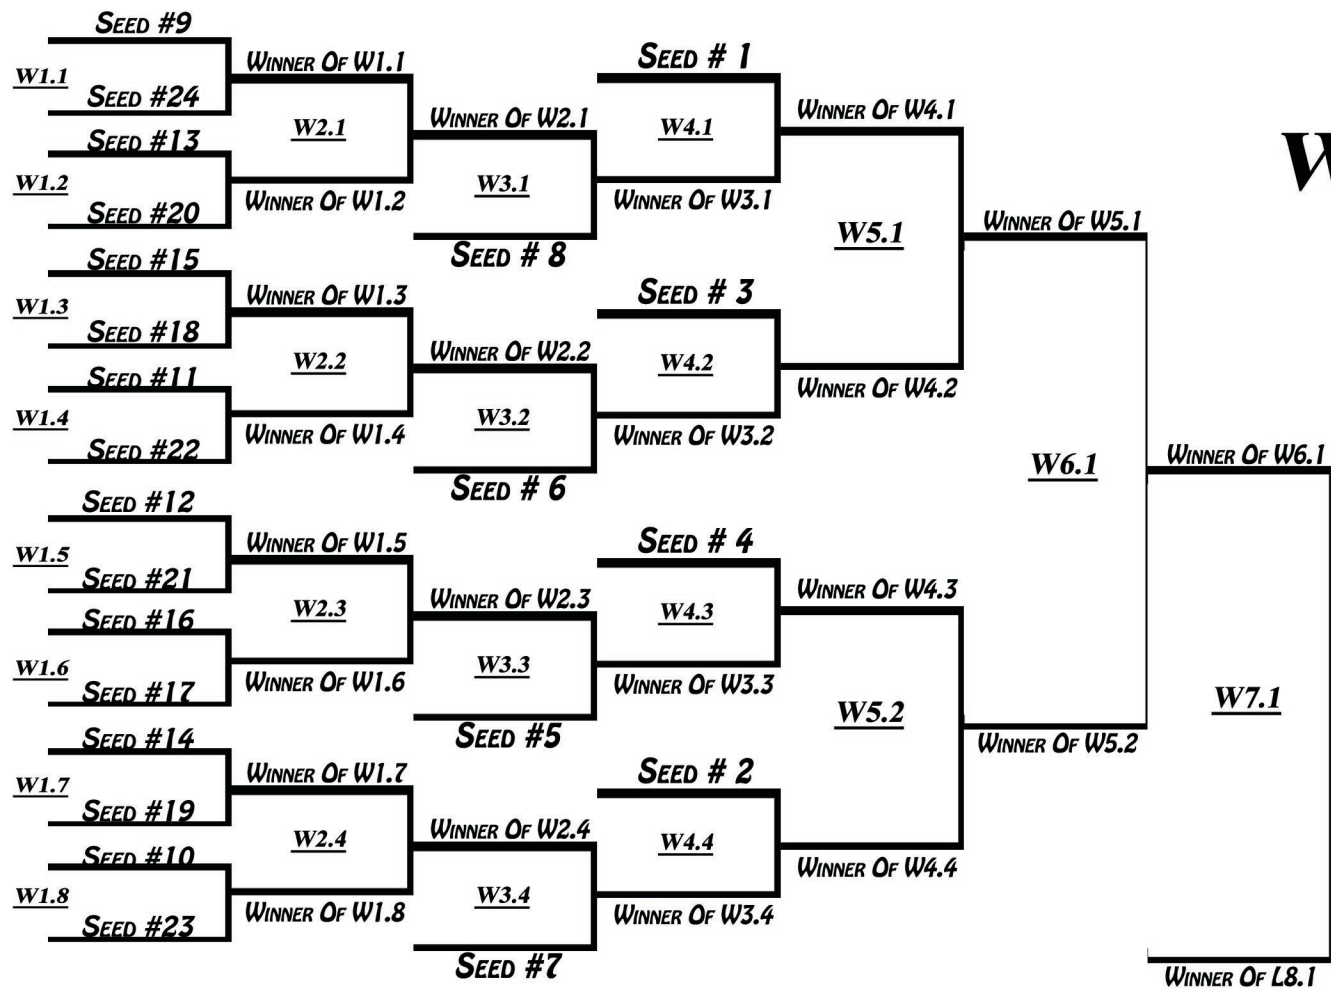 Seed #9
W1.1
Seed #24
Seed #13
W1.2
Seed #20
Seed #15
W1.3
Seed #18
Seed #11
W1.4
Seed #22
Seed #12
W1.5
Seed #21
Seed #16
W1.6
Seed #17
Seed #14
W1.7
Seed #19
Seed #10
W1.8
Seed #23
Winner Of W1.1
W2.1
Winner Of W1.2
Winner Of W1.3
W2.2
Winner Of W1.4
Winner Of W1.5
W2.3
Winner Of W1.6
Winner Of W1.7
W2.4
Winner Of W1.8
Winner Of W2.1
W3.1
Seed # 8
Winner Of W2.2
W3.2
Seed # 6
Winner Of W2.3
W3.3
Seed #5
Winner Of W2.4
W3.4
Seed #7
Seed # 1
W4.1
Winner Of W3.1
Seed # 3
W4.2
Winner Of W3.2
Seed # 4
W4.3
Winner Of W3.3
Seed # 2
W4.4
Winner Of W3.4
Winner Of W4.1
W5.1
Winner Of W4.2
Winner Of W4.3
W5.2
Winner Of W4.4
Winner Of W5.1
W6.1
Winner Of W5.2
Winner Of W6.1
W7.1
Winner Of L8.1